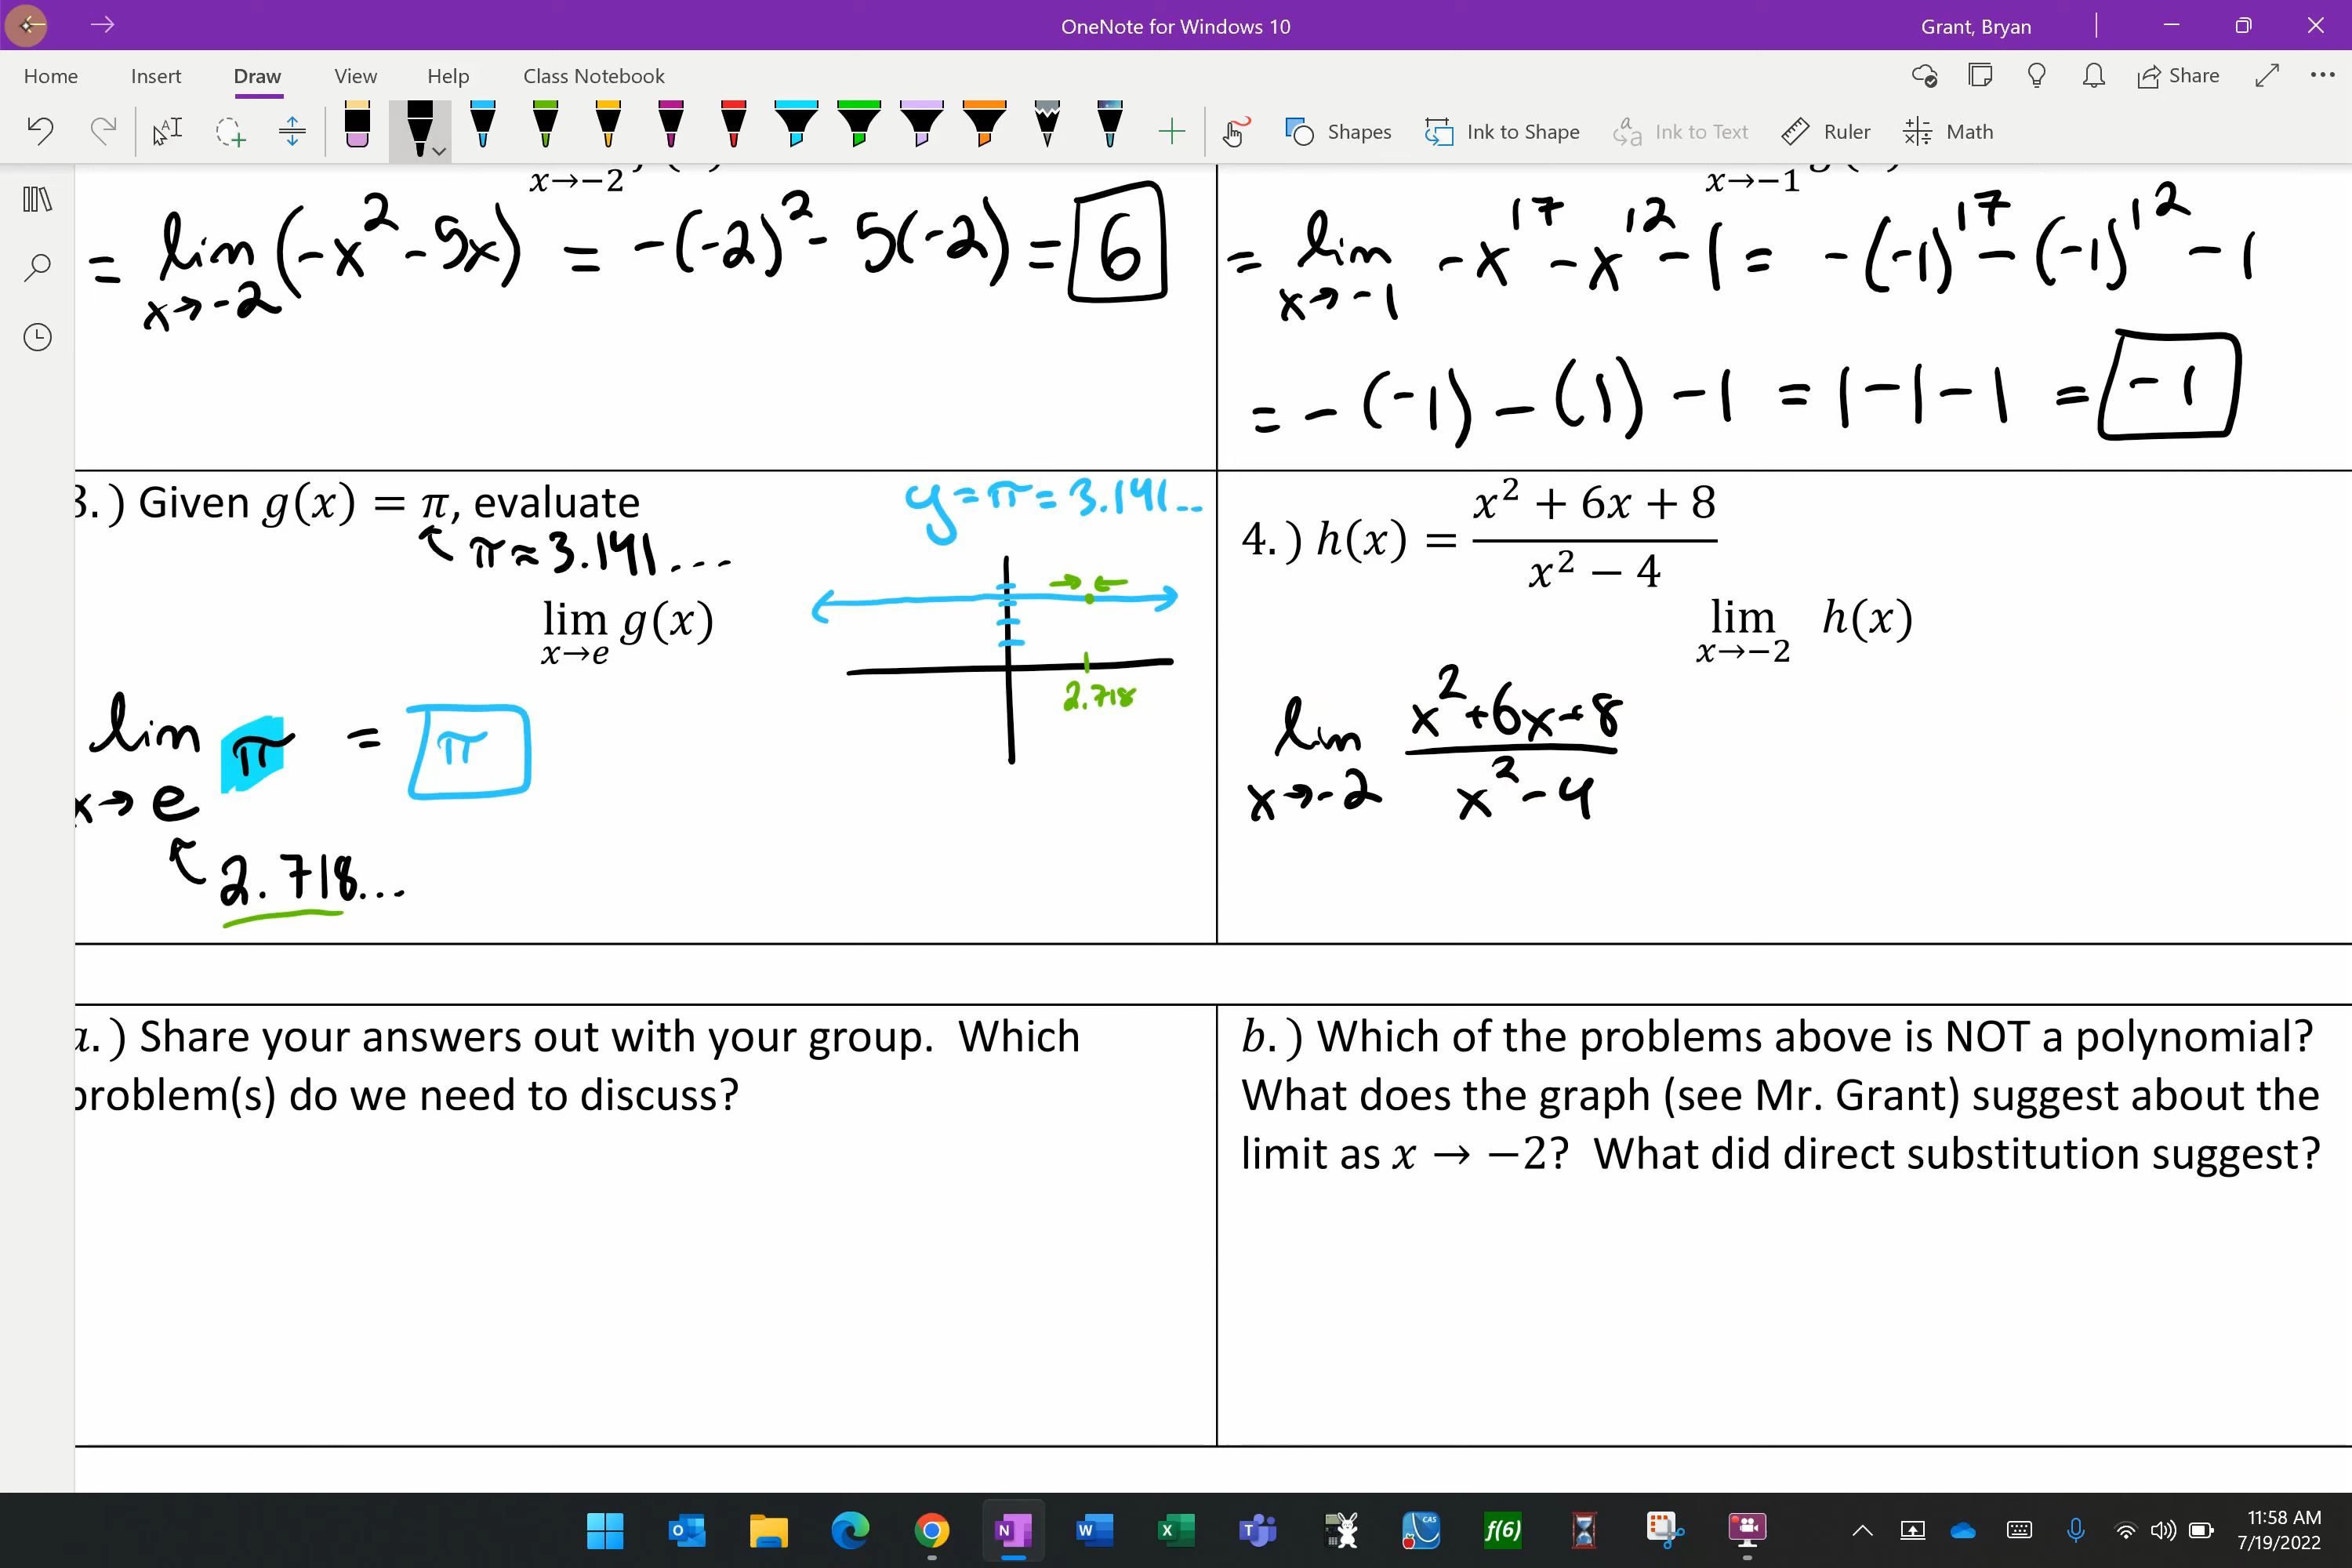 OneNote for Windows 10
Grant, Bryan
Home Insert Draw View Help Class Notebook
Share
Shapes Ink to Shape Ink to Text Ruler Math
x→−2
= lim x→-2 (-x² - 5x) = -(-2)² - 5(-2) = 6
x→−1
= lim x→-1 -x¹⁷ - x¹² - 1 = -(-1)¹⁷ - (-1)¹² - 1
= -(-1) - (1) - 1 = 1 - 1 - 1 = -1
3.) Given g(x) = π, evaluate
π ≈ 3.141....
lim x→e g(x)
y = π = 3.141...
2.718
lim x→e π = π
2.718...
4.) h(x) = (x² + 6x + 8)/(x² − 4)
lim x→−2 h(x)
lim x→-2 (x²+6x+8)/(x²-4)
a.) Share your answers out with your group. Which
problem(s) do we need to discuss?
b.) Which of the problems above is NOT a polynomial?
What does the graph (see Mr. Grant) suggest about the
limit as x → −2? What did direct substitution suggest?
f(6)
CAS
11:58 AM
7/19/2022